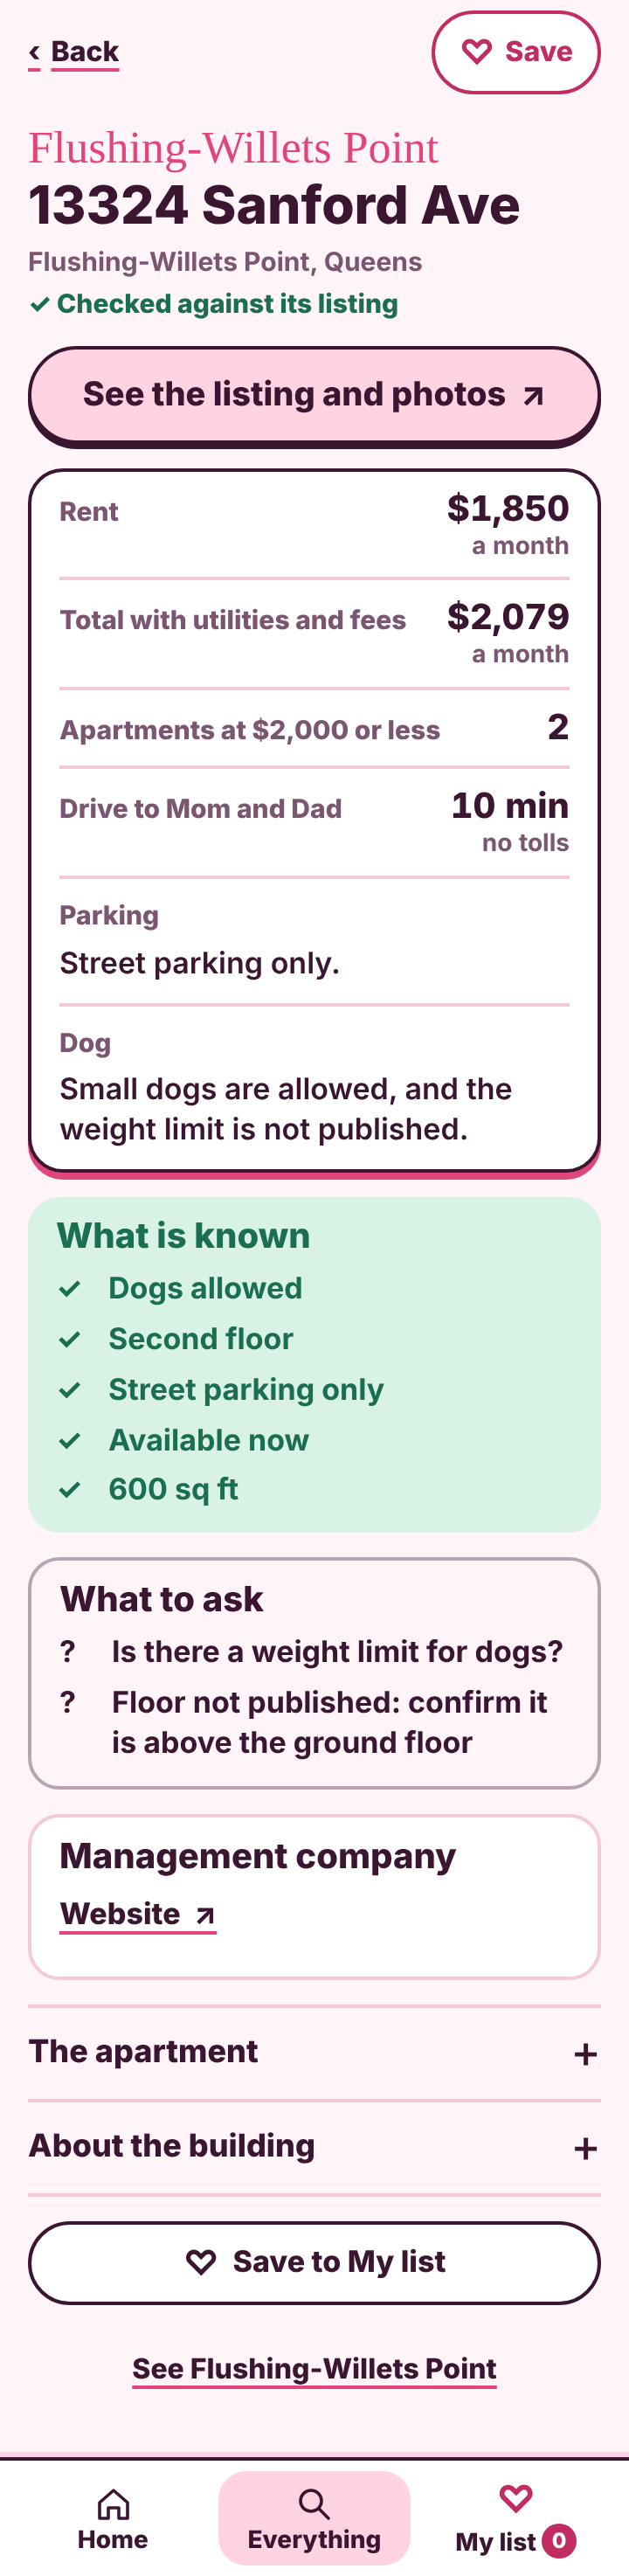 ‹ Back
Save
Flushing-Willets Point
13324 Sanford Ave
Flushing-Willets Point, Queens
✓ Checked against its listing
See the listing and photos ↗
Rent $1,850
a month
Total with utilities and fees $2,079
a month
Apartments at $2,000 or less 2
Drive to Mom and Dad 10 min
no tolls
Parking
Street parking only.
Dog
Small dogs are allowed, and the
weight limit is not published.
What is known
✓ Dogs allowed
✓ Second floor
✓ Street parking only
✓ Available now
✓ 600 sq ft
What to ask
? Is there a weight limit for dogs?
? Floor not published: confirm it
is above the ground floor
Management company
Website ↗
The apartment +
About the building +
Save to My list
See Flushing-Willets Point
Home
Everything
My list 0